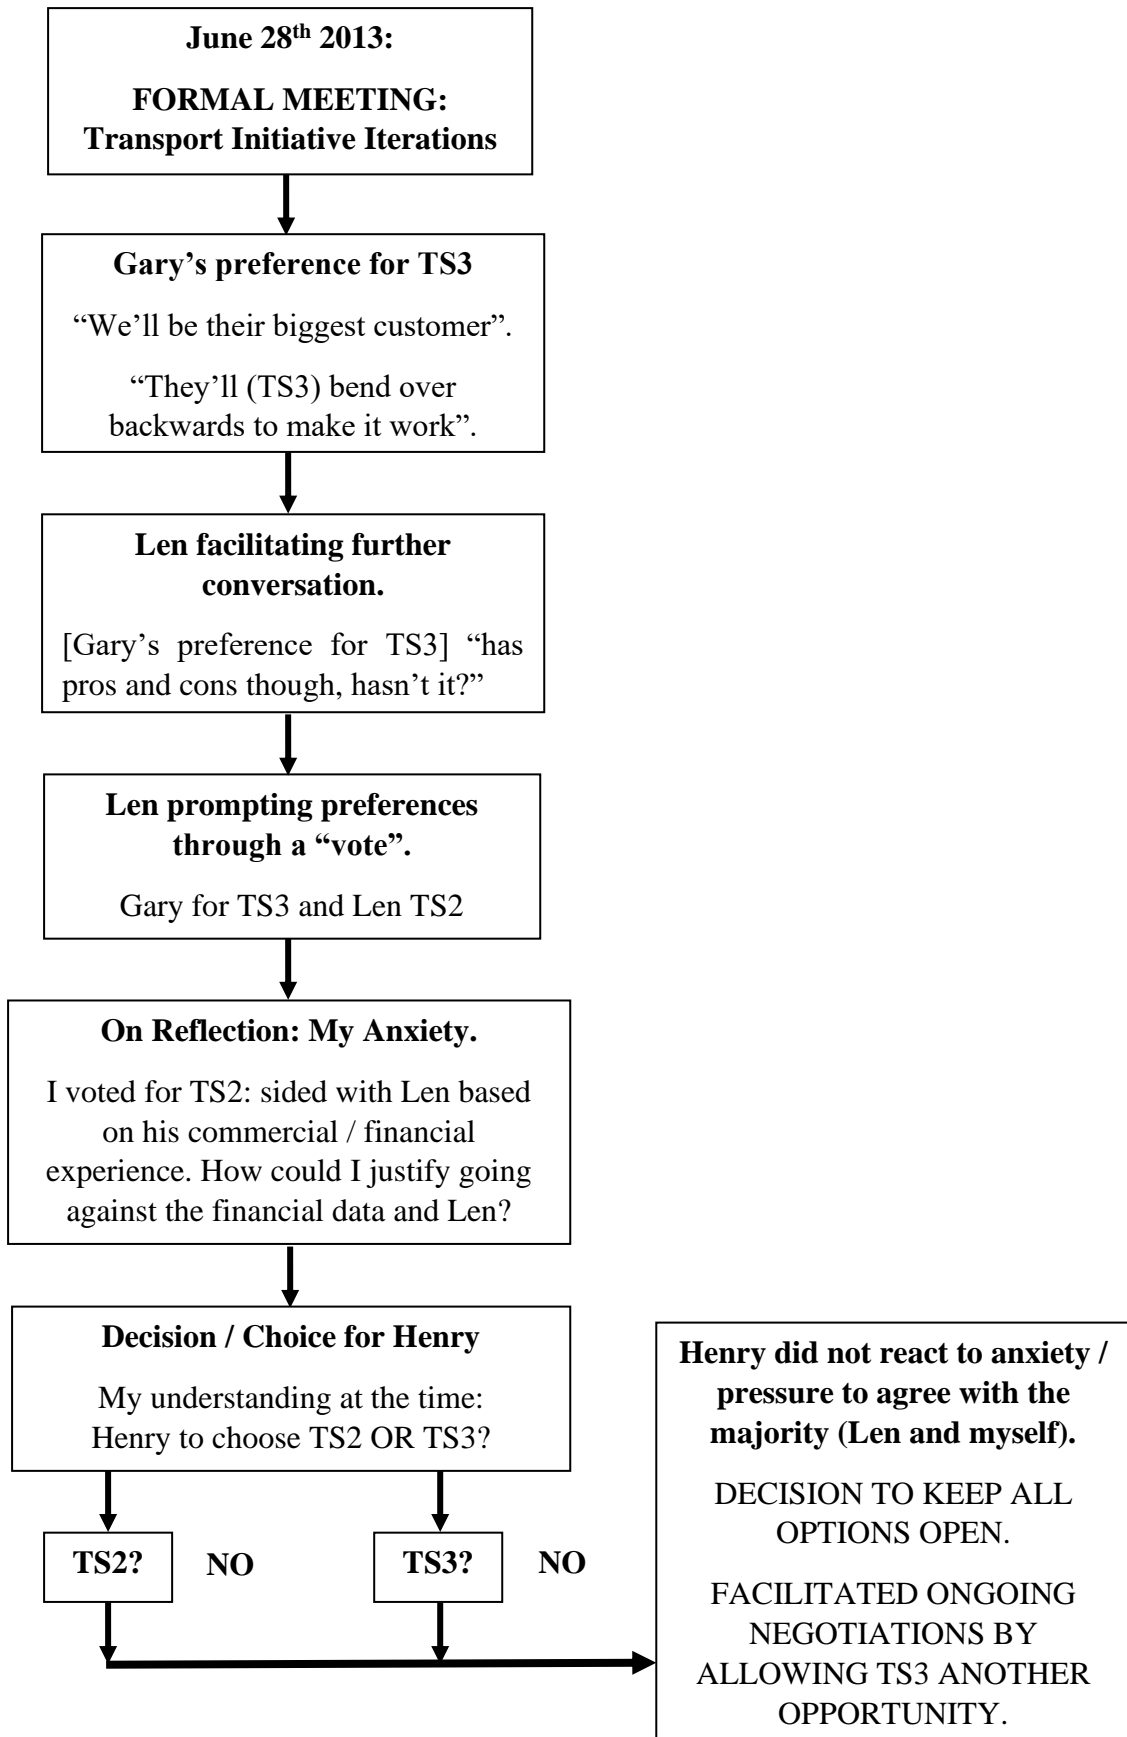 June 28th 2013:
FORMAL MEETING:
Transport Initiative Iterations
Gary’s preference for TS3
“We’ll be their biggest customer”.
“They’ll (TS3) bend over
backwards to make it work”.
Len facilitating further
conversation.
[Gary’s preference for TS3] “has
pros and cons though, hasn’t it?”
Len prompting preferences
through a “vote”.
Gary for TS3 and Len TS2
On Reflection: My Anxiety.
I voted for TS2: sided with Len based
on his commercial / financial
experience. How could I justify going
against the financial data and Len?
Decision / Choice for Henry
My understanding at the time:
Henry to choose TS2 OR TS3?
TS2?
NO
TS3?
NO
Henry did not react to anxiety /
pressure to agree with the
majority (Len and myself).
DECISION TO KEEP ALL
OPTIONS OPEN.
FACILITATED ONGOING
NEGOTIATIONS BY
ALLOWING TS3 ANOTHER
OPPORTUNITY.